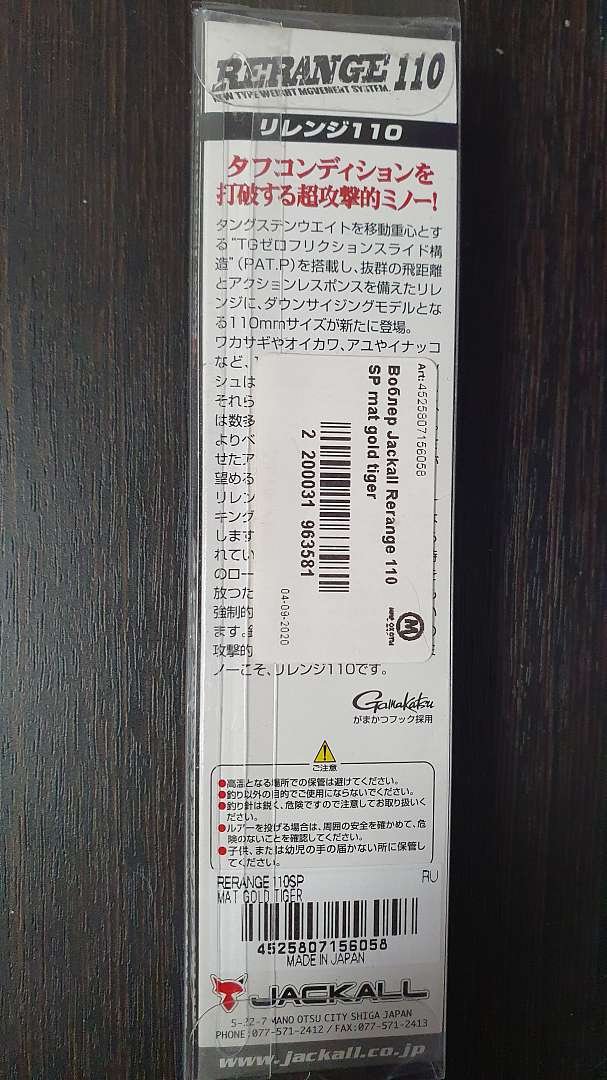 RERANGE 110
NEW TYPE WEIGHT MOVEMENT SYSTEM.
リレンジ110
タフコンディションを
打破する超攻撃的ミノー!
タングステンウエイトを移動重心とす
る"TGゼロフリクションスライド構
造"(PAT.P)を搭載し、抜群の飛距離
とアクションレスポンスを備えたリレ
ンジに、ダウンサイジングモデルとな
る110mmサイズが新たに登場。
ワカサギやオイカワ、アユやイナッコ
など、
シュは
それら
は数多
よりベ
せたア
望める
リレン
キング
します
れてい
のロー
放つた
強制的
ます。
攻撃的
ノーこそ、リレンジ110です。
Art:4525807156058
Воблер Jackall Rerange 110
SP mat gold tiger
2 200031 963581
04-09-2020
М
МИР ОХОТЫ
Gamakatsu
がまかつフック採用
ご注意
●高温となる場所での保管は避けてください。
●釣り以外の目的でご使用にならないでください。
●釣り針は鋭く、危険ですので注意してお取り扱いく
ださい。
●ルアーを投げる場合は、周囲の安全を確かめて、危
険のないことを確認してください。
●子供、または幼児の手の届かない所に保管し
てください。
RERANGE 110SP RU
MAT GOLD TIGER
4525807156058
MADE IN JAPAN
JACKALL
5-22-7 MANO OTSU CITY SHIGA JAPAN
PHONE:077-571-2412 / FAX:077-571-2413
www.jackall.co.jp